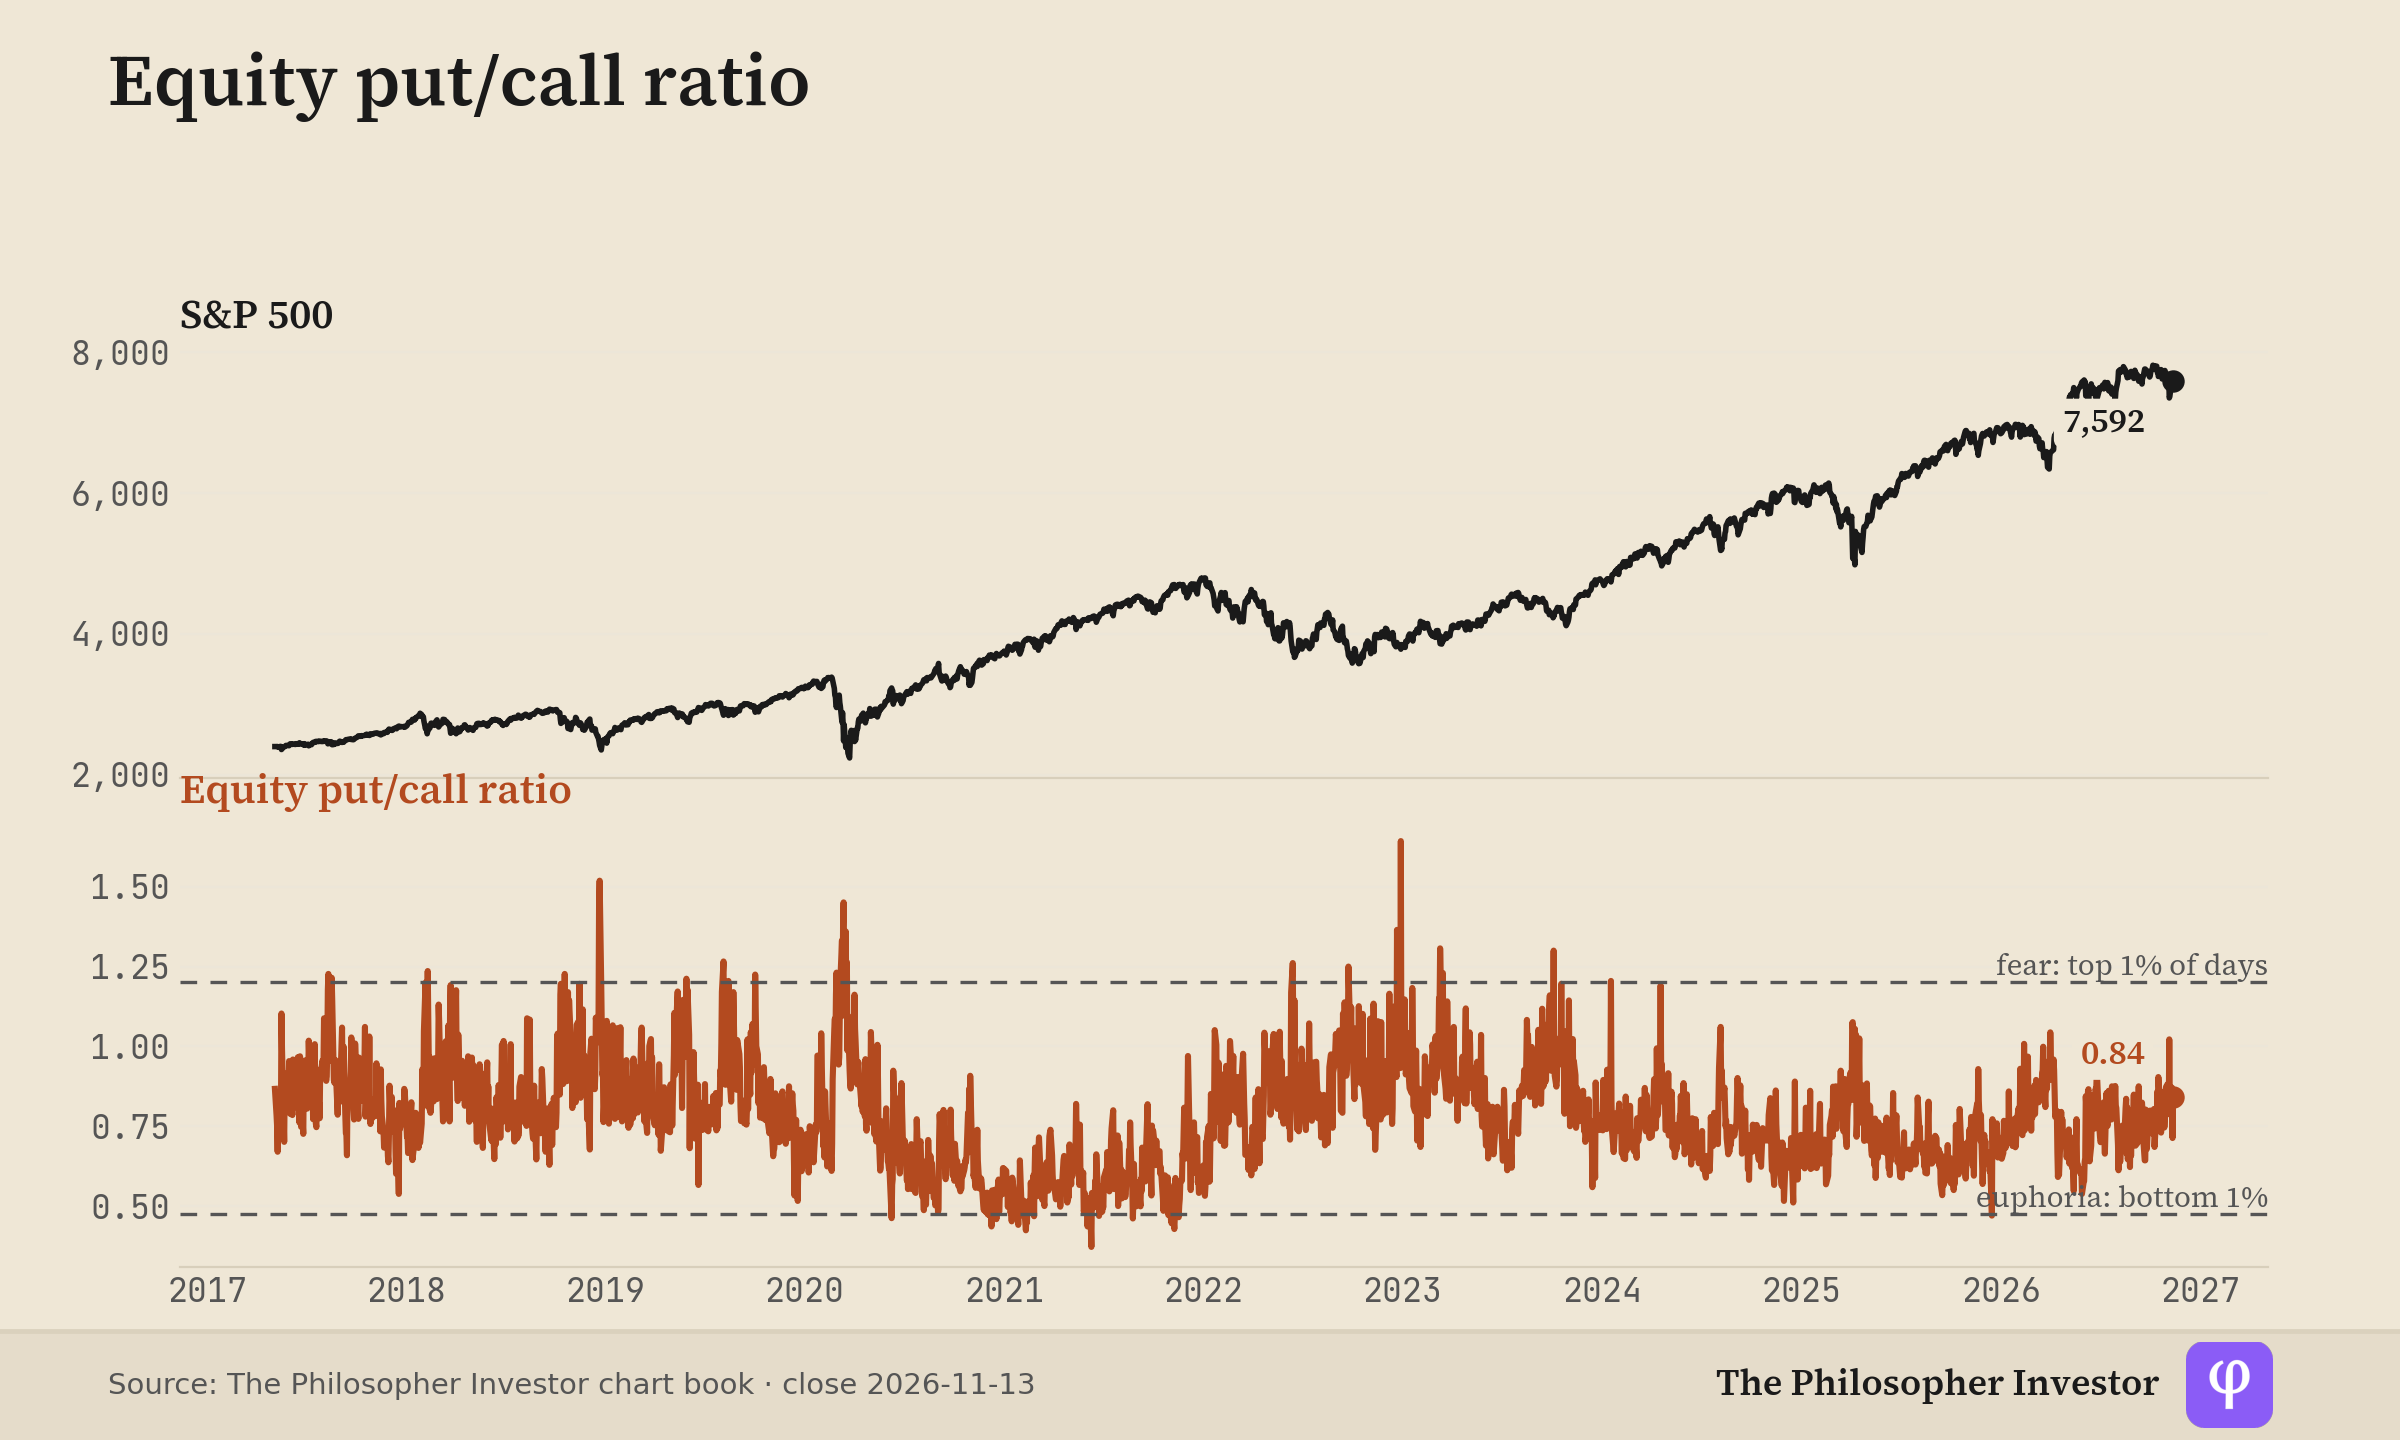 Equity put/call ratio
S&P 500
8,000
7,592
6,000
4,000
2,000
Equity put/call ratio
1.50
1.25
fear: top 1% of days
1.00
0.84
0.75
0.50
euphoria: bottom 1%
2017 2018 2019 2020 2021 2022 2023 2024 2025 2026 2027
Source: The Philosopher Investor chart book · close 2026-11-13
The Philosopher Investor
φ